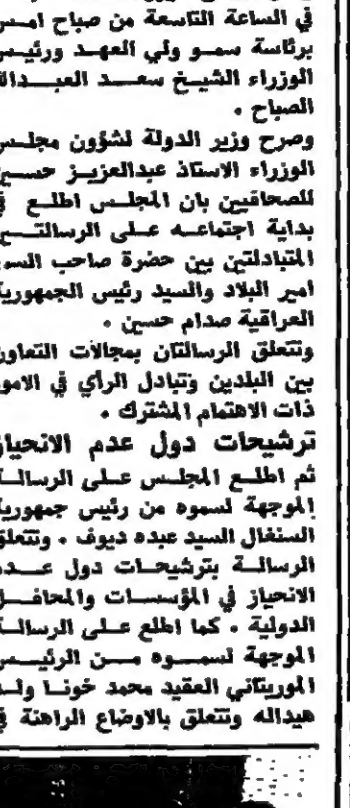 في الساعة التاسعة من صباح امس
برئاسة سمو ولي العهد ورئيس
الوزراء الشيخ سعد العبدالله
الصباح .
وصرح وزير الدولة لشؤون مجلس
الوزراء الاستاذ عبدالعزيز حسين
للصحافيين بان المجلس اطلع في
بداية اجتماعه على الرسالتين
المتبادلتين بين حضرة صاحب السمو
امير البلاد والسيد رئيس الجمهورية
العراقية صدام حسين .
وتتعلق الرسالتان بمجالات التعاون
بين البلدين وتبادل الرأي في الامور
ذات الاهتمام المشترك .
ترشيحات دول عدم الانحياز
ثم اطلع المجلس على الرسالة
الموجهة لسموه من رئيس جمهورية
السنغال السيد عبده ديوف . وتتعلق
الرسالة بترشيحات دول عدم
الانحياز في المؤسسات والمحافل
الدولية . كما اطلع على الرسالة
الموجهة لسموه من الرئيس
الموريتاني العقيد محمد خونا ولد
هيداله وتتعلق بالاوضاع الراهنة في